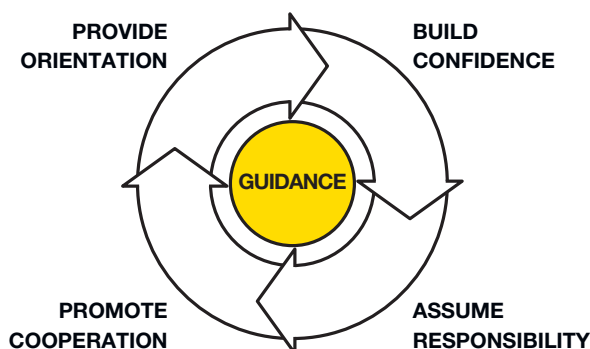 PROVIDE
ORIENTATION
BUILD
CONFIDENCE
GUIDANCE
PROMOTE
COOPERATION
ASSUME
RESPONSIBILITY